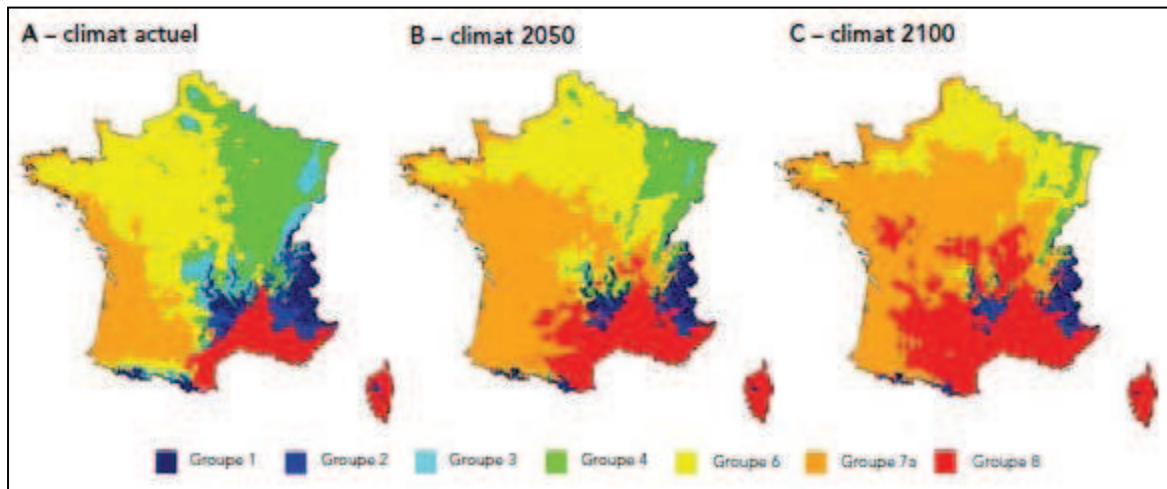 A – climat actuel
B – climat 2050
C – climat 2100
Groupe 1 Groupe 2 Groupe 3 Groupe 4 Groupe 6 Groupe 7a Groupe 8